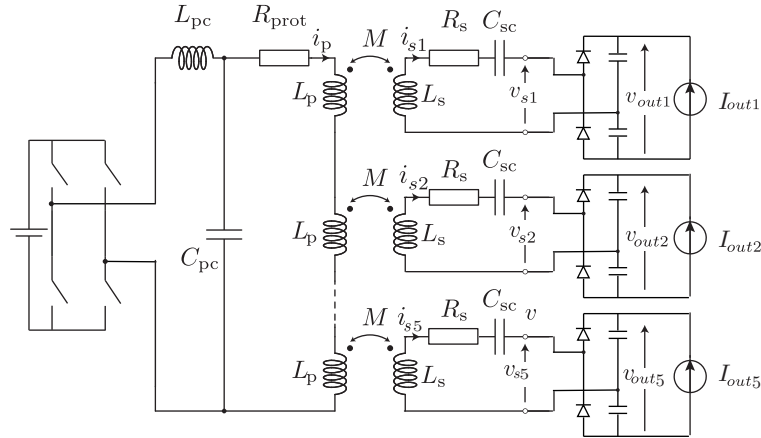 L_pc R_prot i_p M i_s1 R_s C_sc
L_p L_s v_s1 v_out1 I_out1
M i_s2 R_s C_sc
L_p L_s v_s2 v_out2 I_out2
C_pc
M i_s5 R_s C_sc v
L_p L_s v_s5 v_out5 I_out5